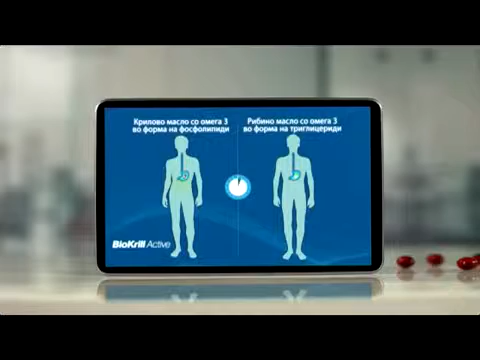 Крилово масло со омега 3
во форма на фосфолипиди
Рибино масло со омега 3
во форма на триглицериди
BioKrill Active